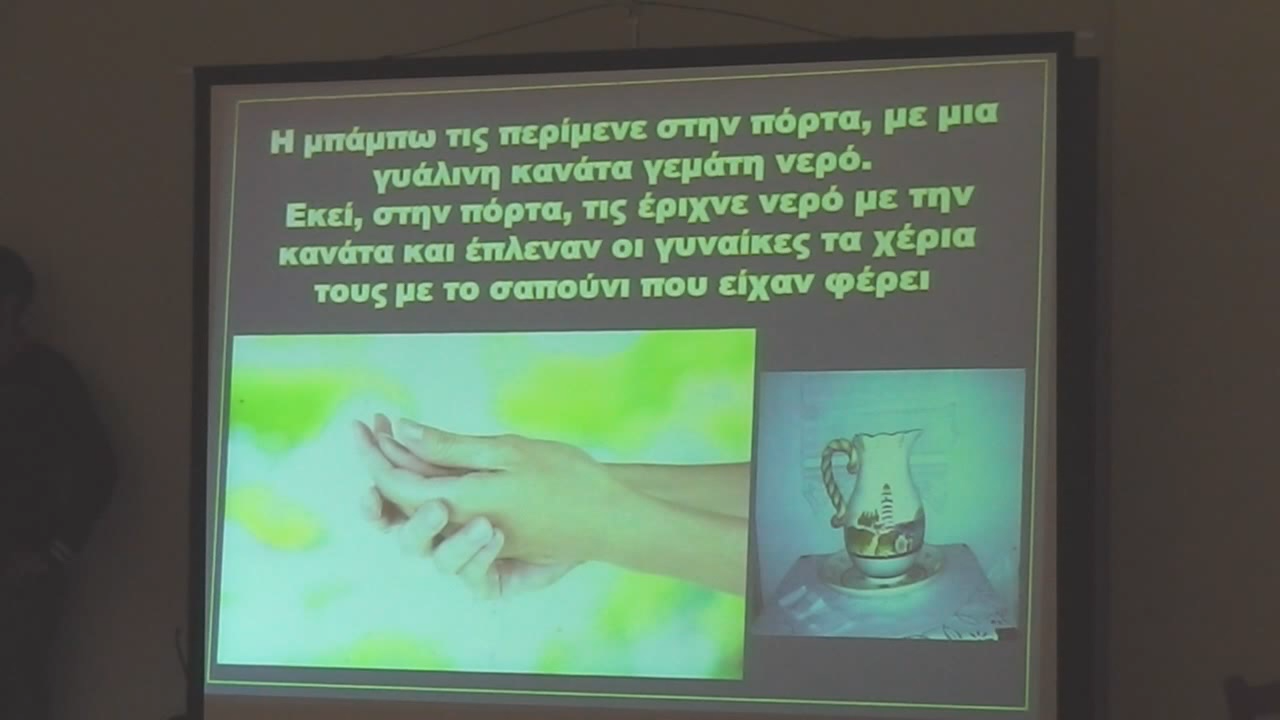 Η μπάμπω τις περίμενε στην πόρτα, με μια
γυάλινη κανάτα γεμάτη νερό.
Εκεί, στην πόρτα, τις έριχνε νερό με την
κανάτα και έπλεναν οι γυναίκες τα χέρια
τους με το σαπούνι που είχαν φέρει